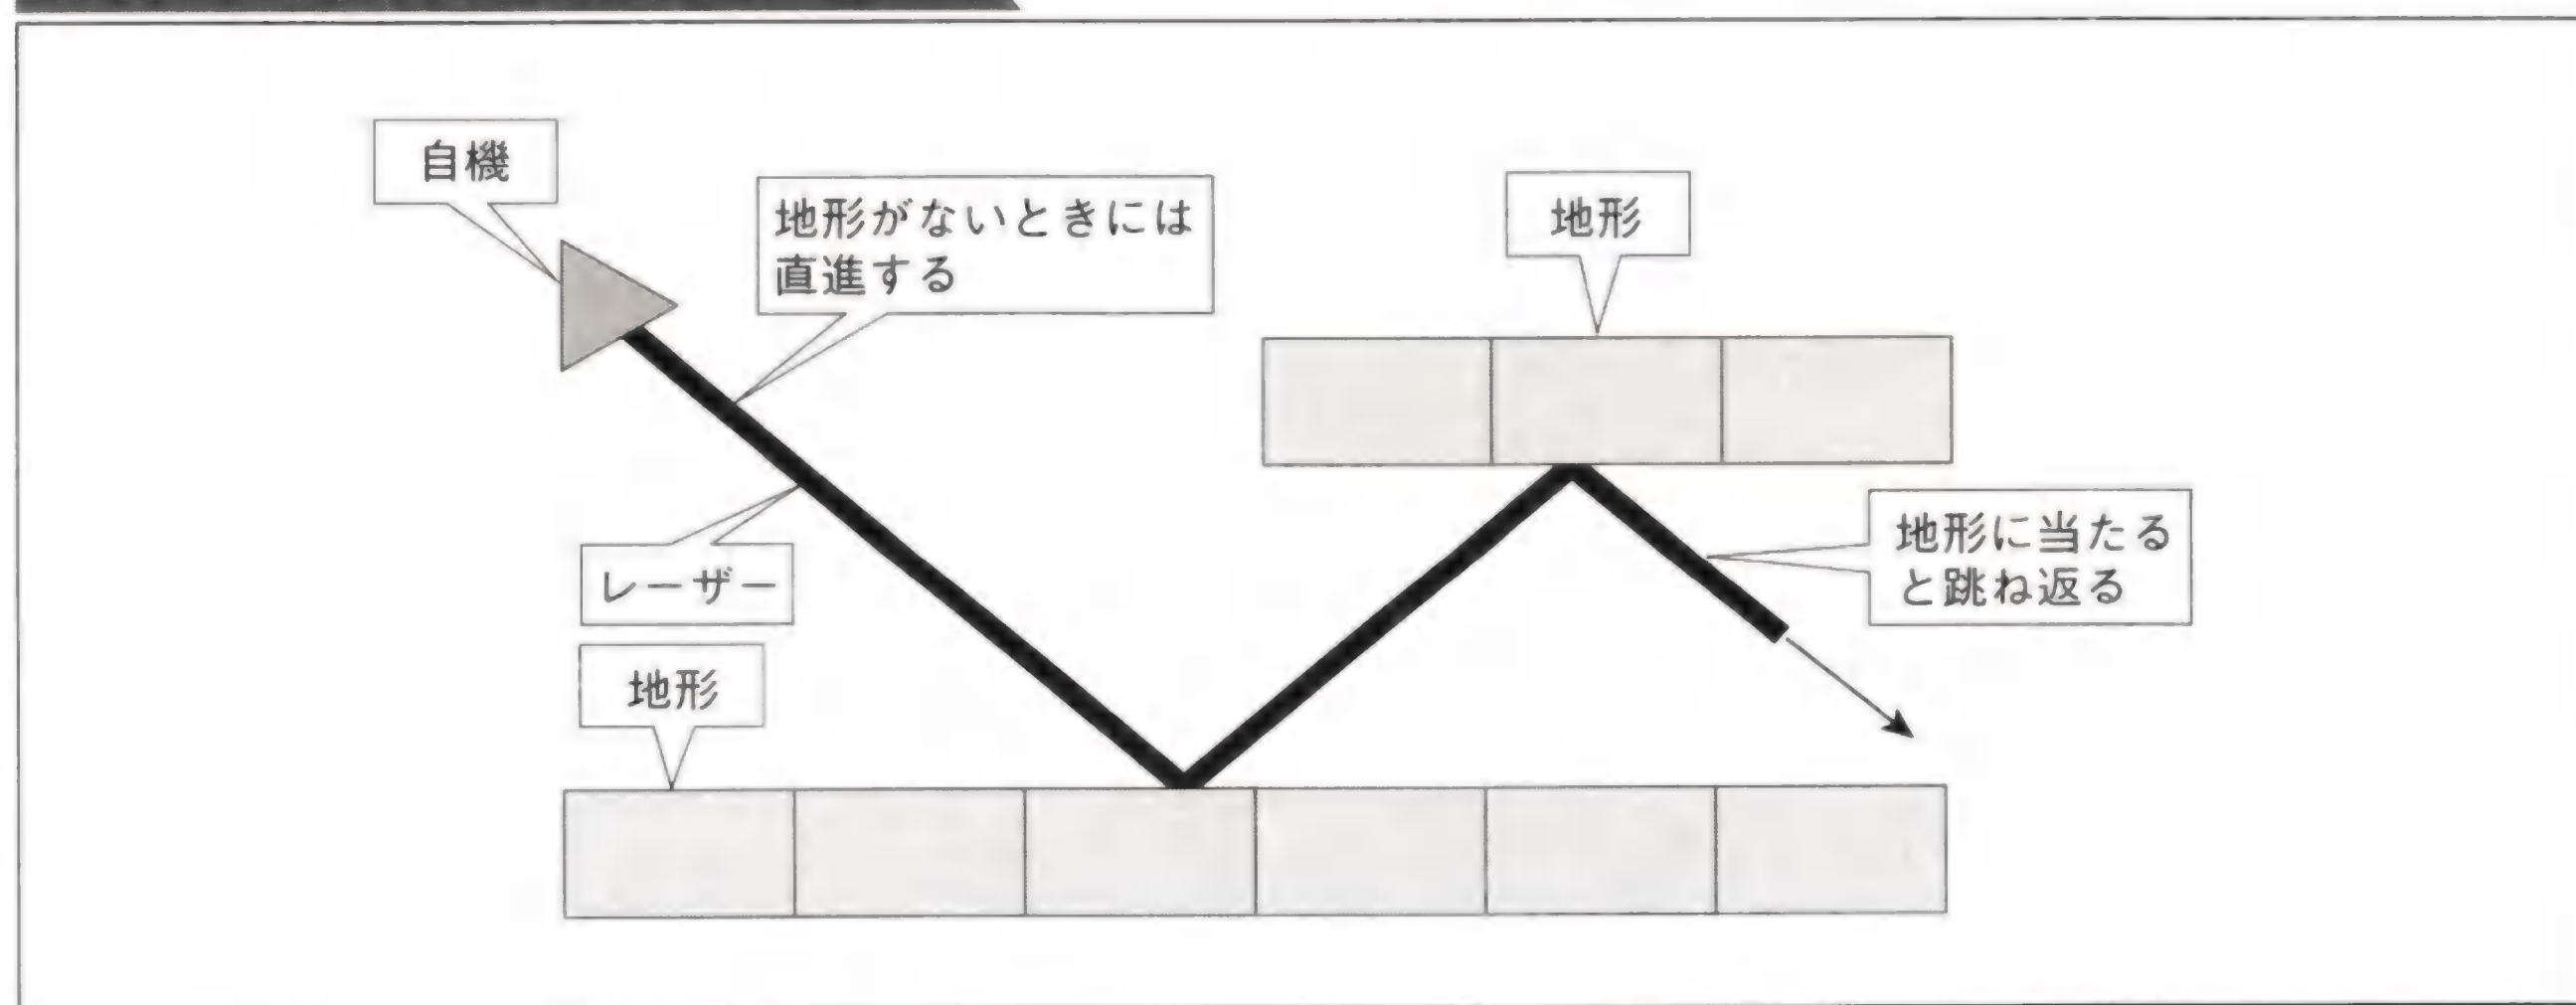 自機
地形がないときには
直進する
地形
レーザー
地形に当たる
と跳ね返る
地形